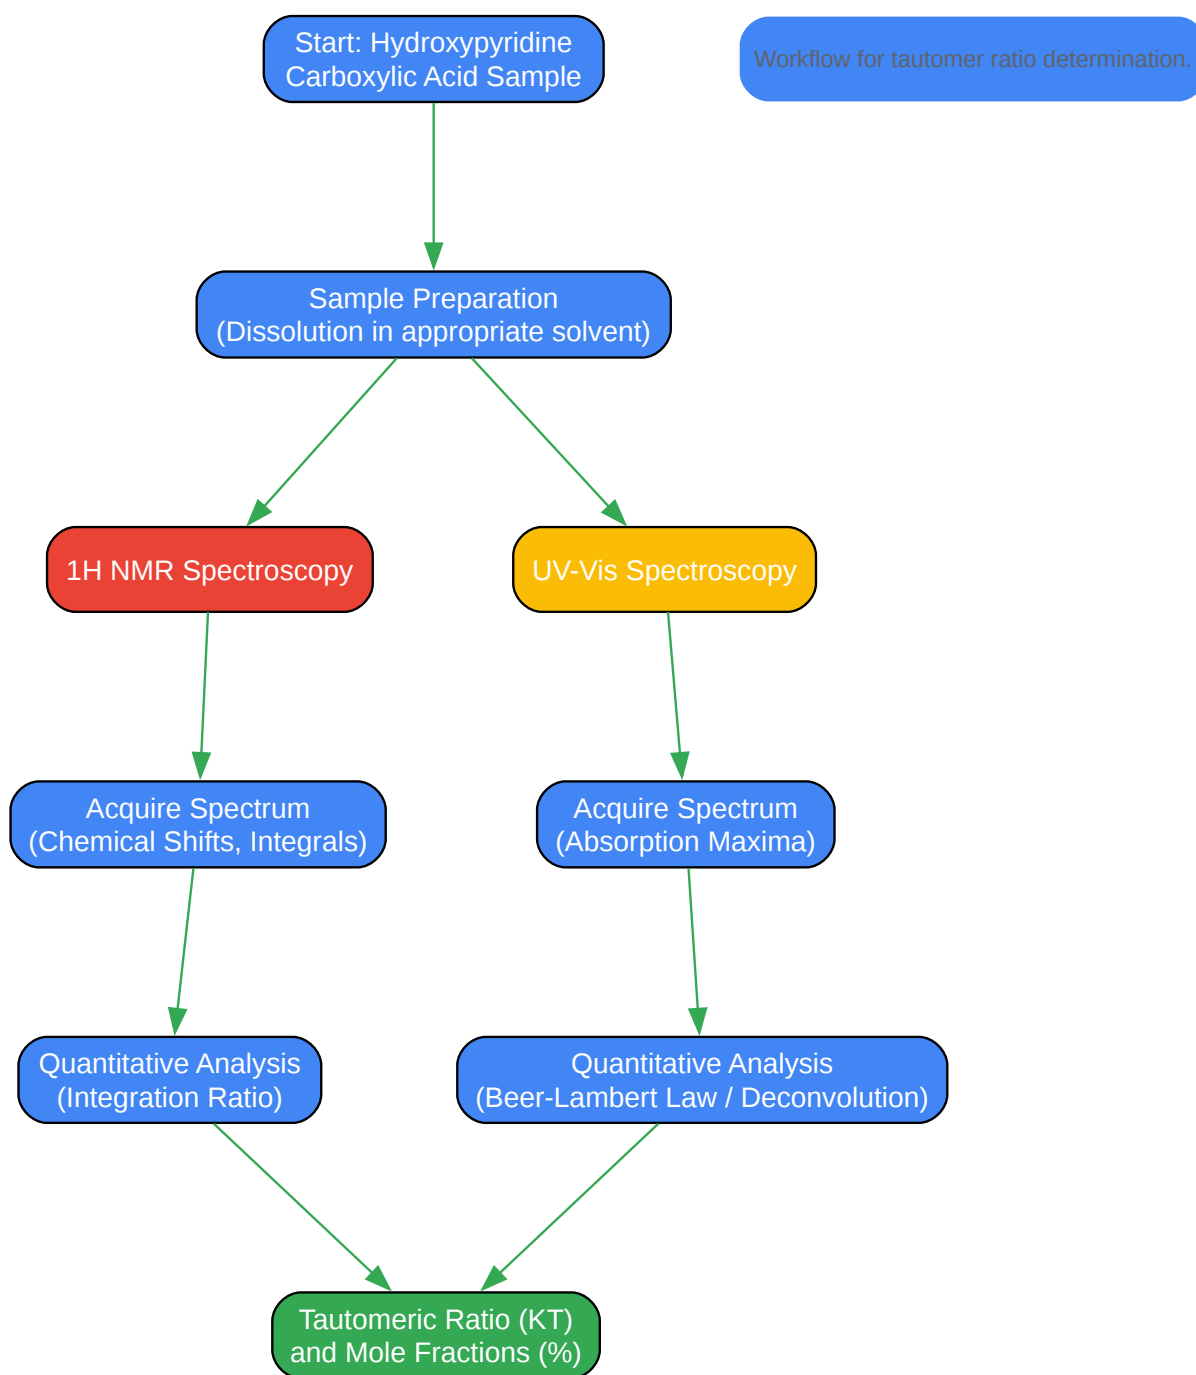 Start: Hydroxypyridine
Carboxylic Acid Sample
Workflow for tautomer ratio determination.
Sample Preparation
(Dissolution in appropriate solvent)
1H NMR Spectroscopy
UV-Vis Spectroscopy
Acquire Spectrum
(Chemical Shifts, Integrals)
Acquire Spectrum
(Absorption Maxima)
Quantitative Analysis
(Integration Ratio)
Quantitative Analysis
(Beer-Lambert Law / Deconvolution)
Tautomeric Ratio (KT)
and Mole Fractions (%)